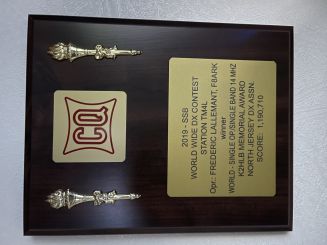 CQ
2019 - SSB
WORLD WIDE DX CONTEST
STATION TM4L
Opr.: FREDERIC LALLEMANT, F8ARK
winner
WORLD - SINGLE OP/SINGLE BAND 14 MHZ
K2HLB MEMORIAL AWARD
NORTH JERSEY DX ASSN.
SCORE: 1,190,710